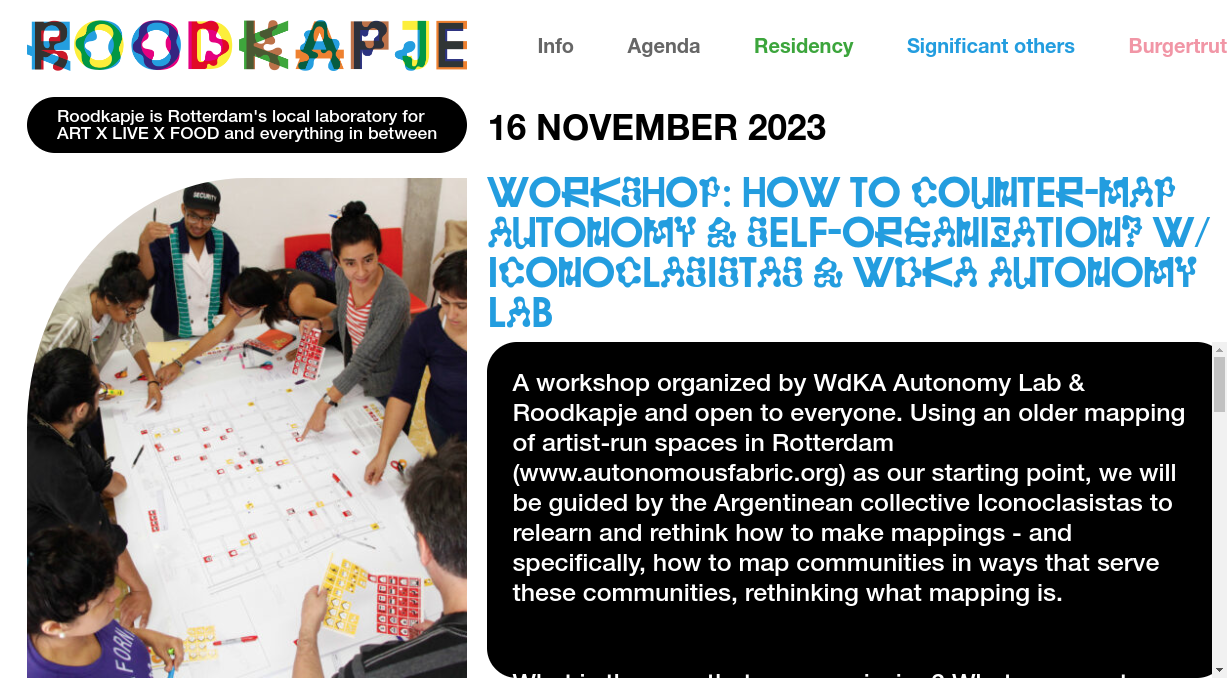 ROODKAPJE
Info Agenda Residency Significant others Burgertrut
Roodkapje is Rotterdam's local laboratory for
ART X LIVE X FOOD and everything in between
16 NOVEMBER 2023
WORKSHOP: HOW TO COUNTER-MAP
AUTONOMY & SELF-ORGANIZATION? W/
ICONOCLASISTAS & WDKA AUTONOMY
LAB
SECURITY
A workshop organized by WdKA Autonomy Lab &
Roodkapje and open to everyone. Using an older mapping
of artist-run spaces in Rotterdam
(www.autonomousfabric.org) as our starting point, we will
be guided by the Argentinean collective Iconoclasistas to
relearn and rethink how to make mappings - and
specifically, how to map communities in ways that serve
these communities, rethinking what mapping is.